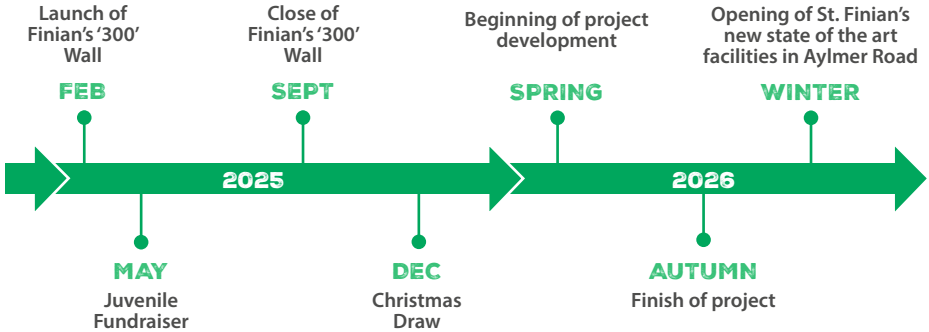 Launch of
Finian's '300'
Wall
FEB
Close of
Finian's '300'
Wall
SEPT
Beginning of project
development
SPRING
Opening of St. Finian's
new state of the art
facilities in Aylmer Road
WINTER
2025
2026
MAY
Juvenile
Fundraiser
DEC
Christmas
Draw
AUTUMN
Finish of project